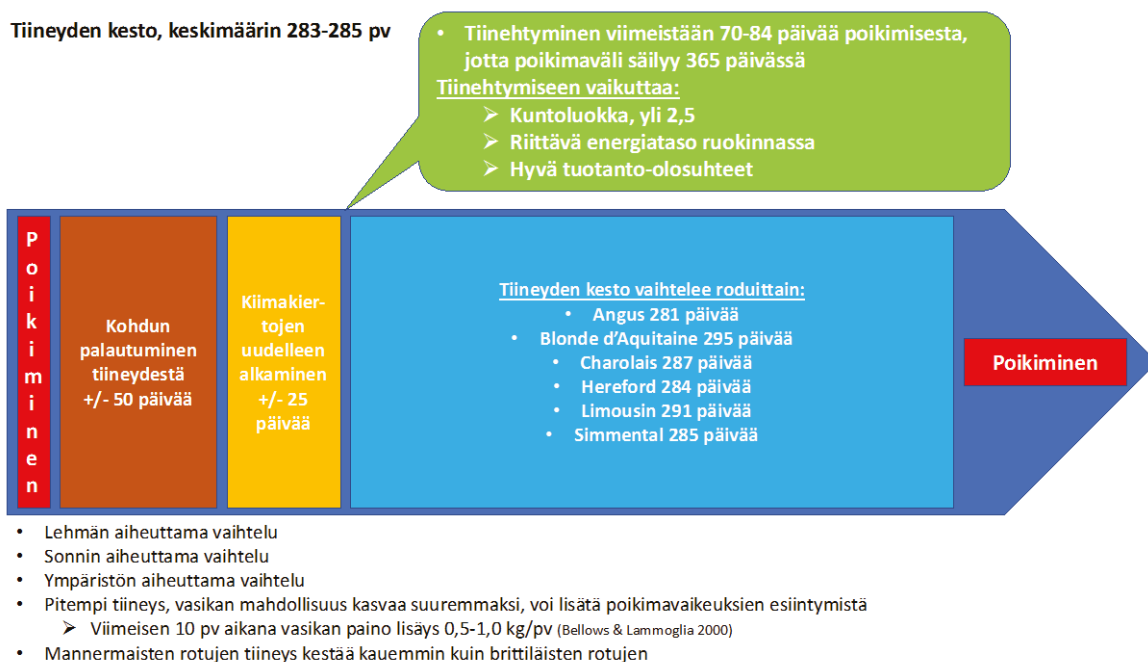 Tiineyden kesto, keskimäärin 283-285 pv
• Tiinehtyminen viimeistään 70-84 päivää poikimisesta,
jotta poikimaväli säilyy 365 päivässä
Tiinehtymiseen vaikuttaa:
➢ Kuntoluokka, yli 2,5
➢ Riittävä energiataso ruokinnassa
➢ Hyvä tuotanto-olosuhteet
Poikiminen
Kohdun
palautuminen
tiineydestä
+/- 50 päivää
Kiimakier-
tojen
uudelleen
alkaminen
+/- 25
päivää
Tiineyden kesto vaihtelee roduittain:
• Angus 281 päivää
• Blonde d’Aquitaine 295 päivää
• Charolais 287 päivää
• Hereford 284 päivää
• Limousin 291 päivää
• Simmental 285 päivää
Poikiminen
• Lehmän aiheuttama vaihtelu
• Sonnin aiheuttama vaihtelu
• Ympäristön aiheuttama vaihtelu
• Pitempi tiineys, vasikan mahdollisuus kasvaa suuremmaksi, voi lisätä poikimavaikeuksien esiintymistä
➢ Viimeisen 10 pv aikana vasikan paino lisäys 0,5-1,0 kg/pv (Bellows & Lammoglia 2000)
• Mannermaisten rotujen tiineys kestää kauemmin kuin brittiläisten rotujen